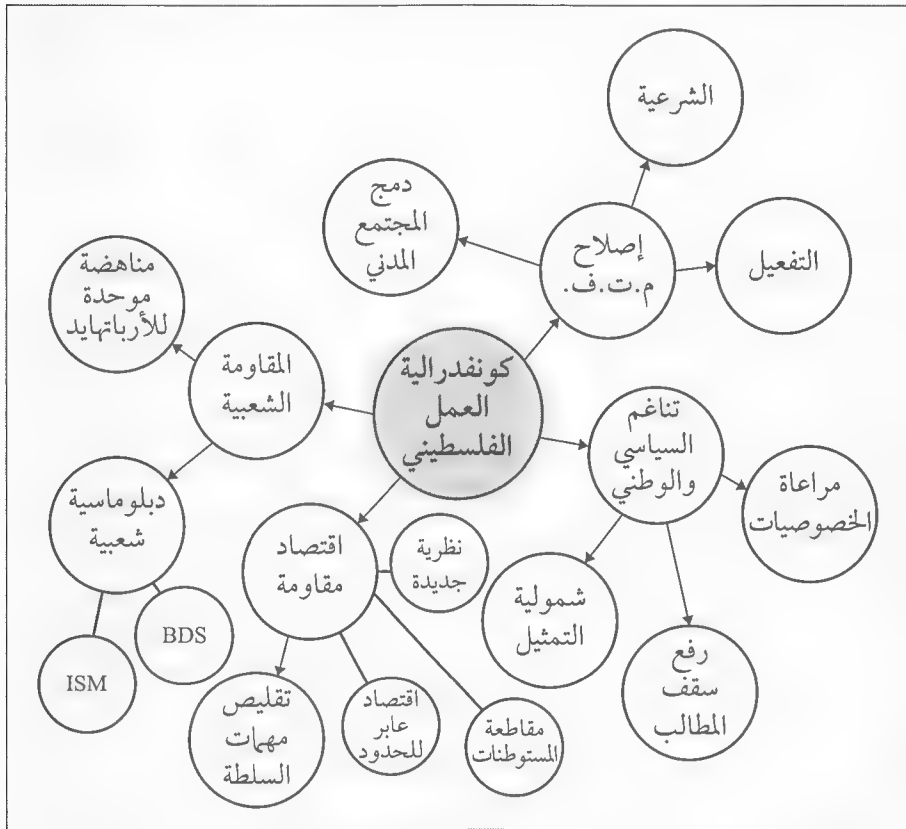 الشرعية
دمج
المجتمع
المدني
إصلاح
م.ت.ف.
التفعيل
مناهضة
موحدة
للأرباتهايد
المقاومة
الشعبية
كونفدرالية
العمل
الفلسطيني
تناغم
السياسي
والوطني
مراعاة
الخصوصيات
دبلوماسية
شعبية
اقتصاد
مقاومة
نظرية
جديدة
شمولية
التمثيل
رفع
سقف
المطالب
BDS
ISM
تقليص
مهمات
السلطة
اقتصاد
عابر
للحدود
مقاطعة
المستوطنات